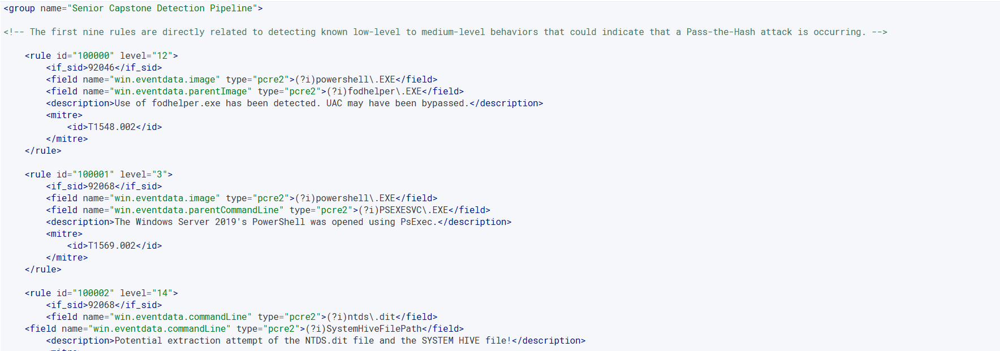 <group name="Senior Capstone Detection Pipeline">
<!-- The first nine rules are directly related to detecting known low-level to medium-level behaviors that could indicate that a Pass-the-Hash attack is occurring. -->
<rule id="100000" level="12">
<if_sid>92046</if_sid>
<field name="win.eventdata.image" type="pcre2">(?i)powershell\.EXE</field>
<field name="win.eventdata.parentImage" type="pcre2">(?i)fodhelper\.EXE</field>
<description>Use of fodhelper.exe has been detected. UAC may have been bypassed.</description>
<mitre>
<id>T1548.002</id>
</mitre>
</rule>
<rule id="100001" level="3">
<if_sid>92068</if_sid>
<field name="win.eventdata.image" type="pcre2">(?i)powershell\.EXE</field>
<field name="win.eventdata.parentCommandLine" type="pcre2">(?i)PSEXESVC\.EXE</field>
<description>The Windows Server 2019's PowerShell was opened using PsExec.</description>
<mitre>
<id>T1569.002</id>
</mitre>
</rule>
<rule id="100002" level="14">
<if_sid>92068</if_sid>
<field name="win.eventdata.commandLine" type="pcre2">(?i)ntds\.dit</field>
<field name="win.eventdata.commandLine" type="pcre2">(?i)SystemHiveFilePath</field>
<description>Potential extraction attempt of the NTDS.dit file and the SYSTEM HIVE file!</description>